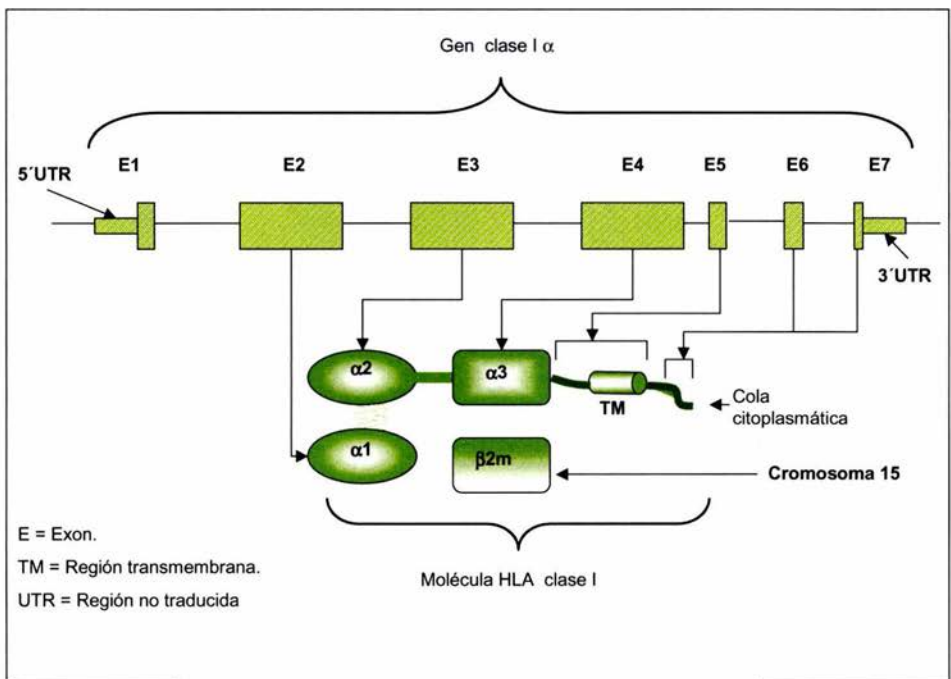 Gen clase I α
5´UTR
E1
E2
E3
E4
E5
E6
E7
3´UTR
α2
α3
TM
Cola
citoplasmática
α1
β2m
Cromosoma 15
E = Exon.
TM = Región transmembrana.
UTR = Región no traducida
Molécula HLA clase I